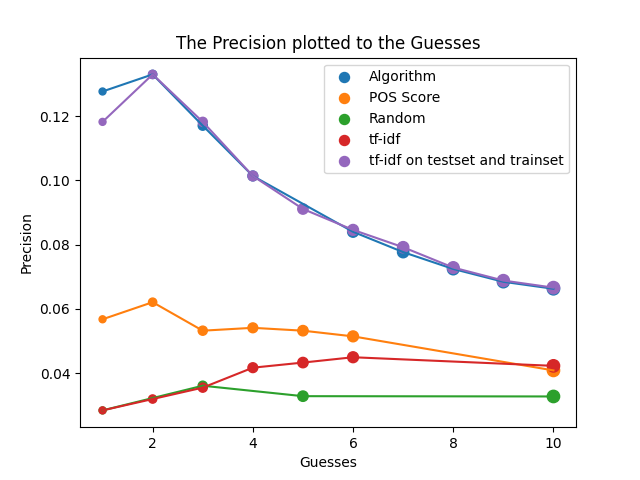 The Precision plotted to the Guesses
Algorithm
POS Score
Random
tf-idf
tf-idf on testset and trainset
0.12
0.10
0.08
0.06
0.04
Precision
2 4 6 8 10
Guesses